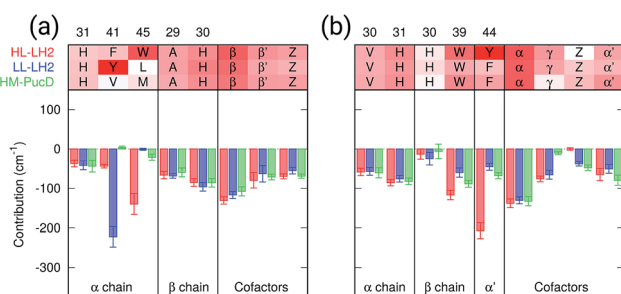 (a) 31 41 45 29 30
HL-LH2 H F W A H β β' Z
LL-LH2 H Y L A H β β' Z
HM-PucD H V M A H β β' Z
Contribution (cm⁻¹)
100
0
-100
-200
-300
α chain β chain Cofactors
(b) 30 31 30 39 44
V H H W Y α γ Z α'
V H H W F α γ Z α'
V H H W F α γ Z α'
α chain β chain α' Cofactors